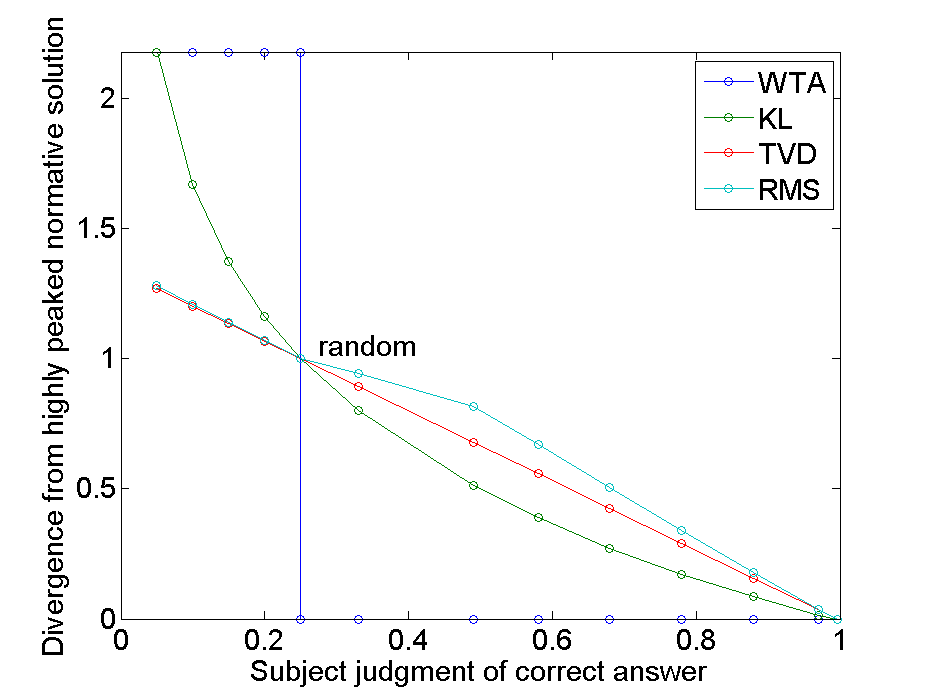 Divergence from highly peaked normative solution
2
1.5
1
0.5
0
WTA
KL
TVD
RMS
random
0 0.2 0.4 0.6 0.8 1
Subject judgment of correct answer